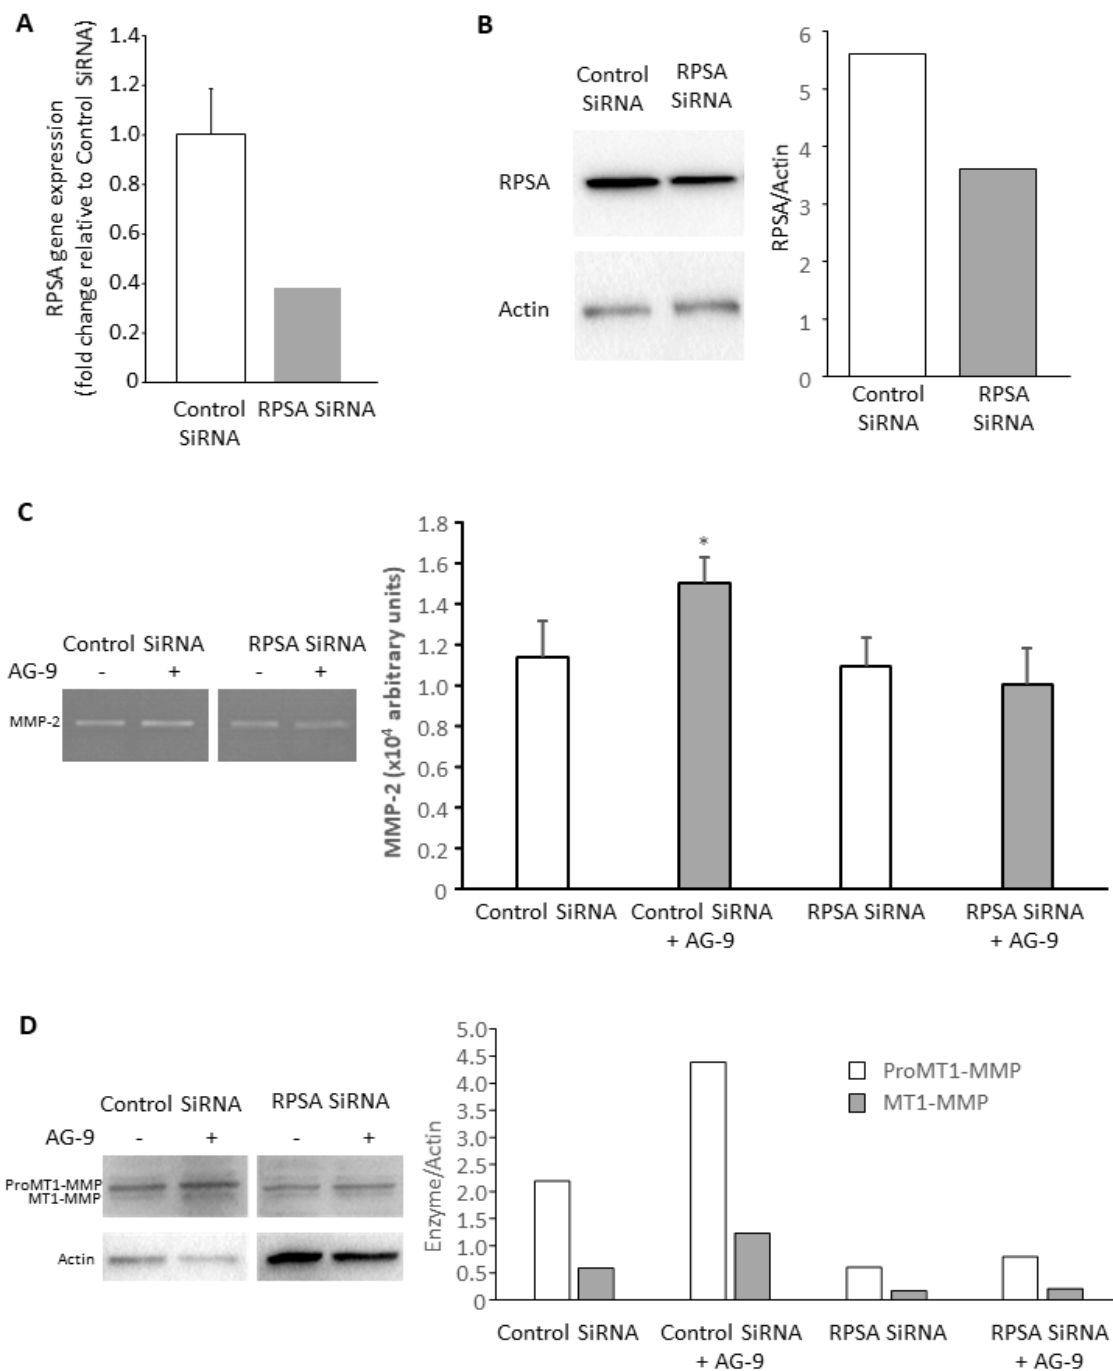 A
RPSA gene expression
(fold change relative to Control SiRNA)
1.4
1.2
1.0
0.8
0.6
0.4
0.2
0
Control
SiRNA
RPSA SiRNA
B
Control
SiRNA
RPSA
SiRNA
RPSA
Actin
RPSA/Actin
6
5
4
3
2
1
0
Control
SiRNA
RPSA
SiRNA
C
Control SiRNA
RPSA SiRNA
AG-9 - + - +
MMP-2
MMP-2 (x10⁴ arbitrary units)
1.8
1.6
1.4
1.2
1.0
0.8
0.6
0.4
0.2
0
*
Control SiRNA
Control SiRNA
+ AG-9
RPSA SiRNA
RPSA SiRNA
+ AG-9
D
Control SiRNA
RPSA SiRNA
AG-9 - + - +
ProMT1-MMP
MT1-MMP
Actin
Enzyme/Actin
5.0
4.5
4.0
3.5
3.0
2.5
2.0
1.5
1.0
0.5
0
ProMT1-MMP
MT1-MMP
Control SiRNA
Control SiRNA
+ AG-9
RPSA SiRNA
RPSA SiRNA
+ AG-9